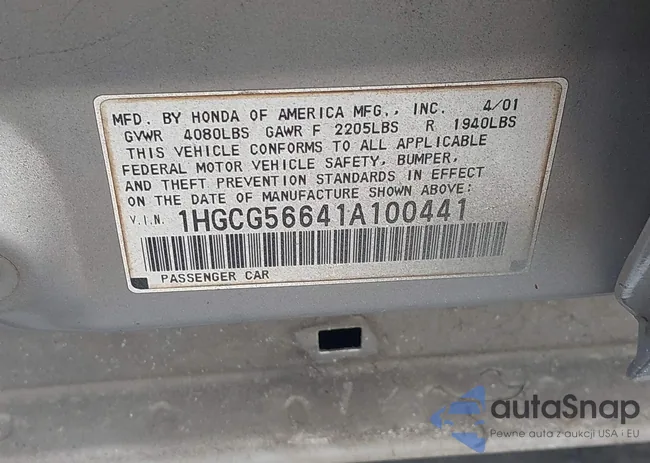 MFD. BY HONDA OF AMERICA MFG., INC. 4/01
GVWR 4080LBS GAWR F 2205LBS R 1940LBS
THIS VEHICLE CONFORMS TO ALL APPLICABLE
FEDERAL MOTOR VEHICLE SAFETY, BUMPER,
AND THEFT PREVENTION STANDARDS IN EFFECT
ON THE DATE OF MANUFACTURE SHOWN ABOVE:
V.I.N. 1HGCG56641A100441
PASSENGER CAR
autoSnap
Pewne auta z aukcji USA i EU